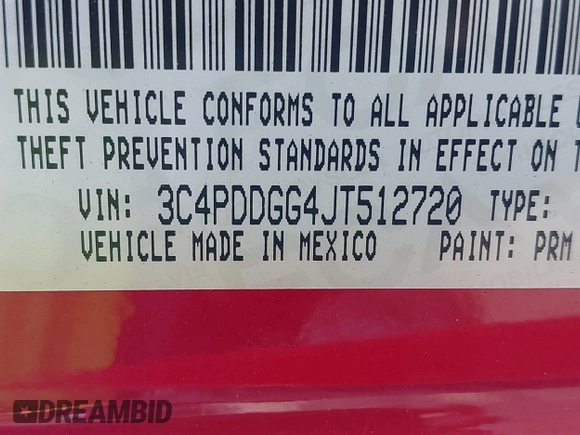 THIS VEHICLE CONFORMS TO ALL APPLICABLE
THEFT PREVENTION STANDARDS IN EFFECT ON
VIN: 3C4PDDGG4JT512720 TYPE:
VEHICLE MADE IN MEXICO PAINT: PRM
DREAMBID